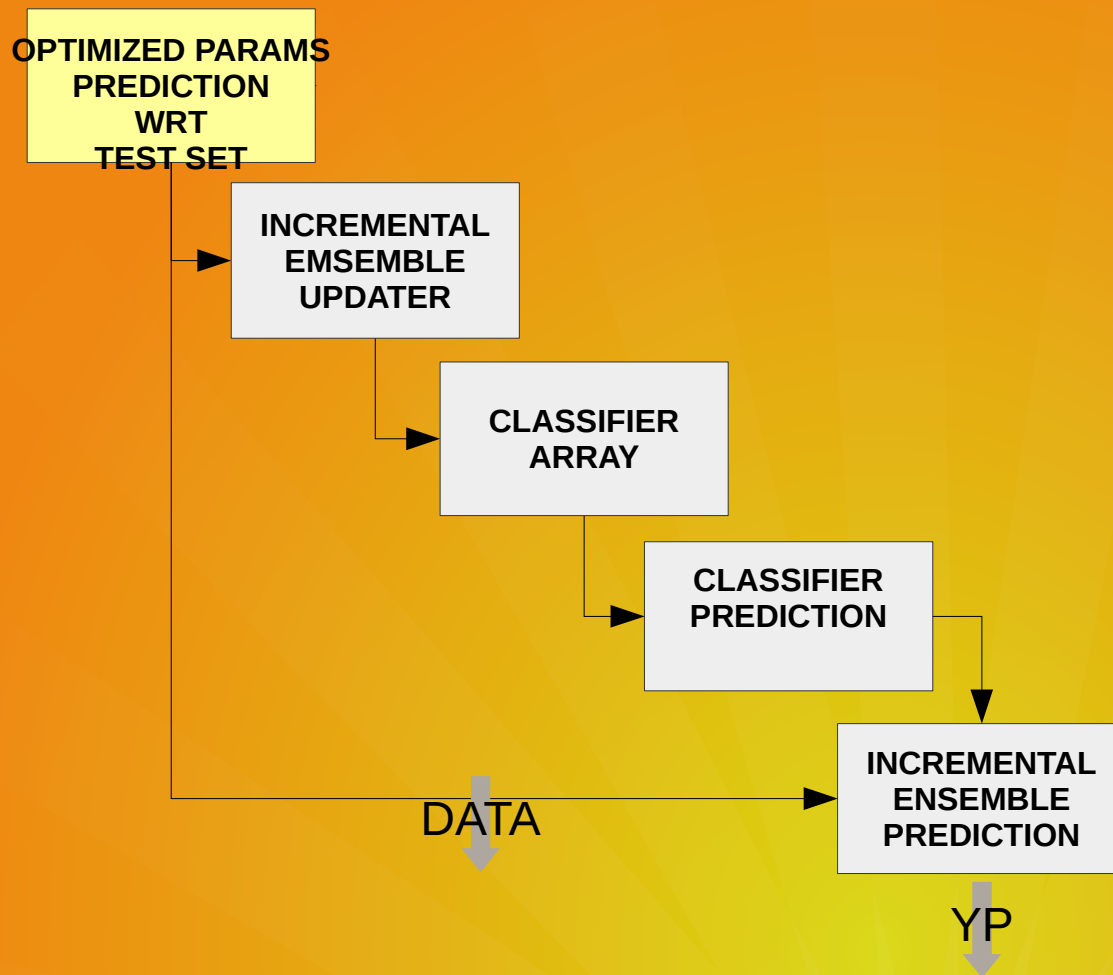 OPTIMIZED PARAMS
PREDICTION
WRT
TEST SET
INCREMENTAL
EMSEMBLE
UPDATER
CLASSIFIER
ARRAY
CLASSIFIER
PREDICTION
INCREMENTAL
ENSEMBLE
PREDICTION
DATA
YP